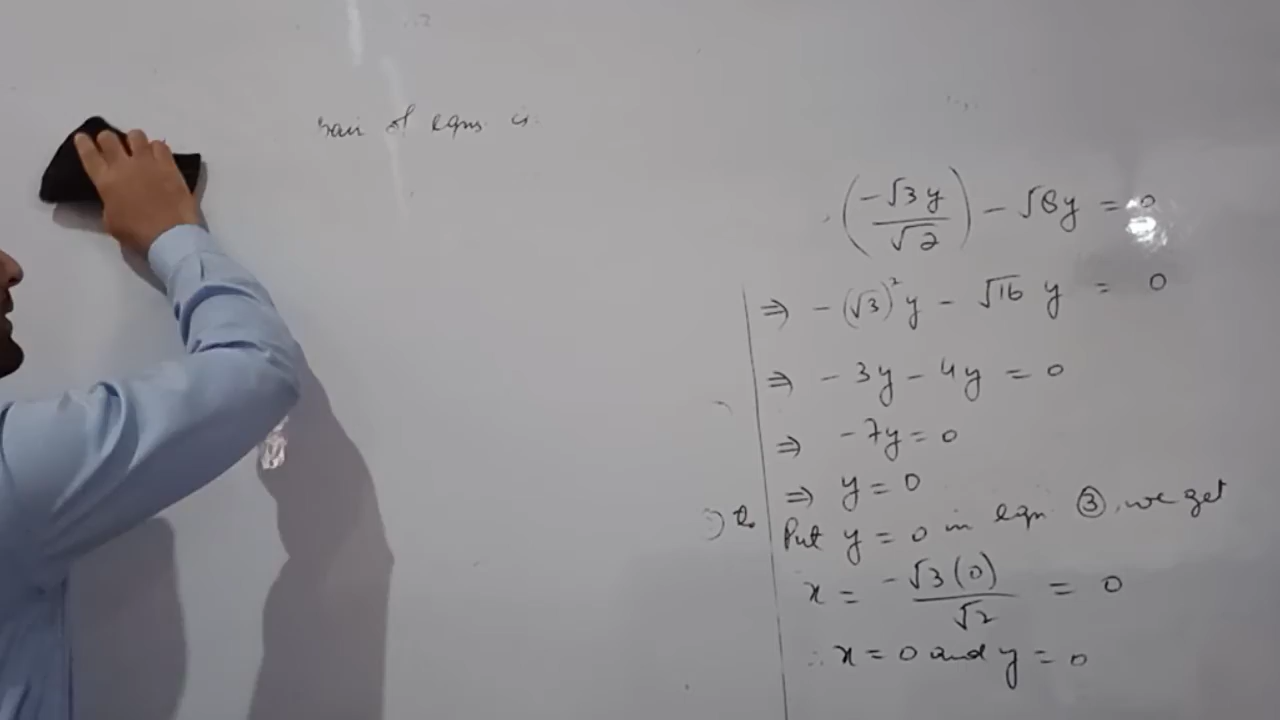 of eqns. is
(-√3y/√2) - √8y = 0
⇒ -(√3)²y - √16 y = 0
⇒ -3y - 4y = 0
⇒ -7y = 0
⇒ y = 0
Put y = 0 in eqn ③, we get
x = -√3(0)/√2 = 0
∴ x = 0 and y = 0